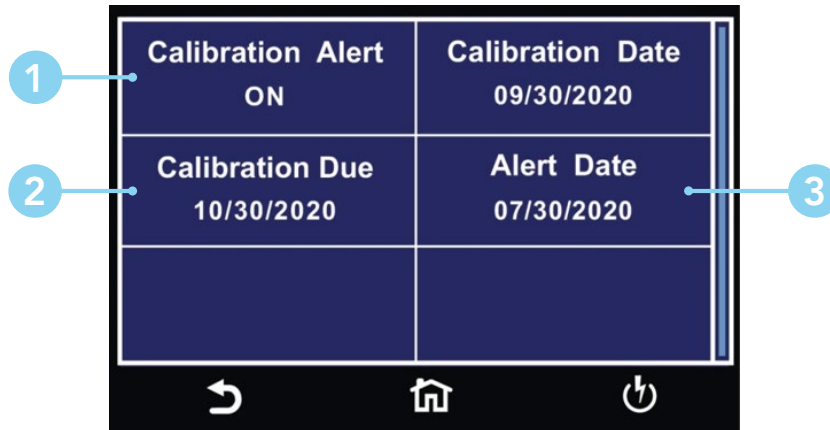 1
Calibration Alert
ON
Calibration Date
09/30/2020
2
Calibration Due
10/30/2020
Alert Date
07/30/2020
3